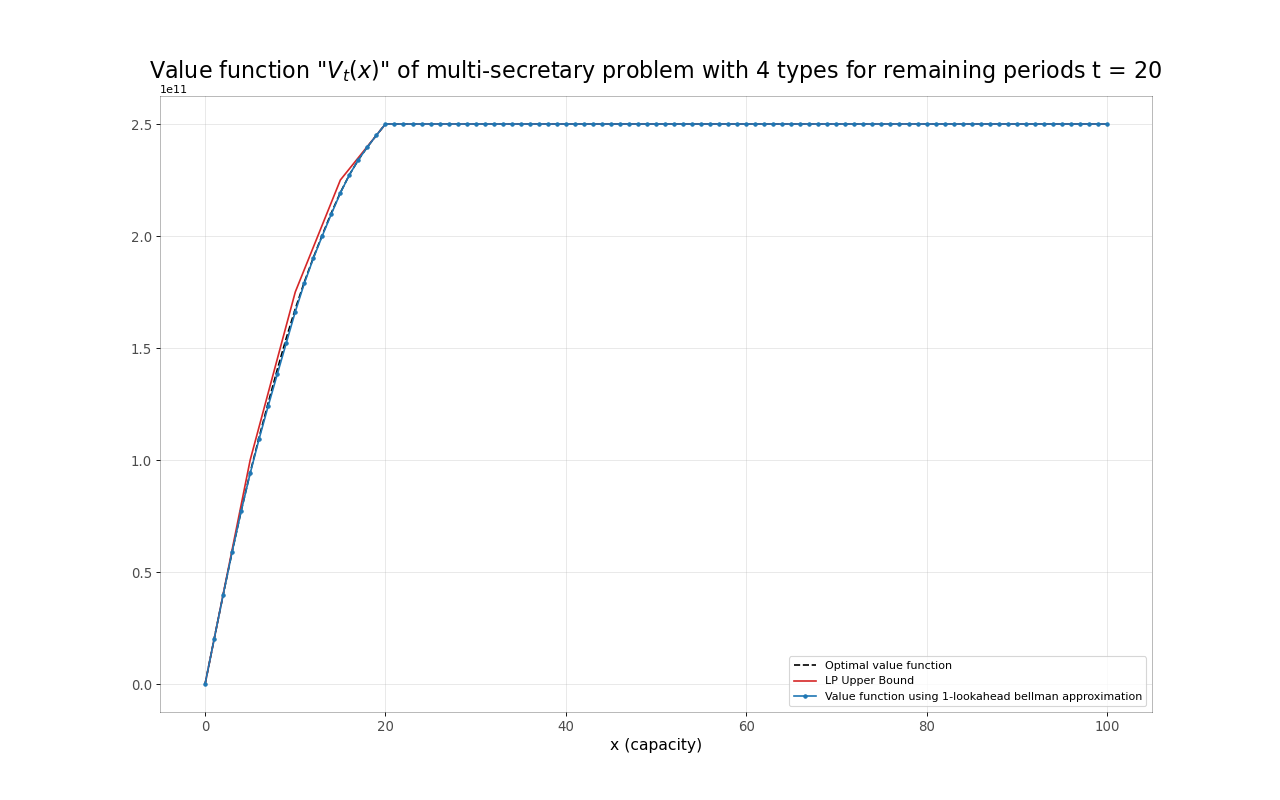 Value function "V_t(x)" of multi-secretary problem with 4 types for remaining periods t = 20
1e11
2.5
2.0
1.5
1.0
0.5
0.0
Optimal value function
LP Upper Bound
Value function using 1-lookahead bellman approximation
0 20 40 60 80 100
x (capacity)